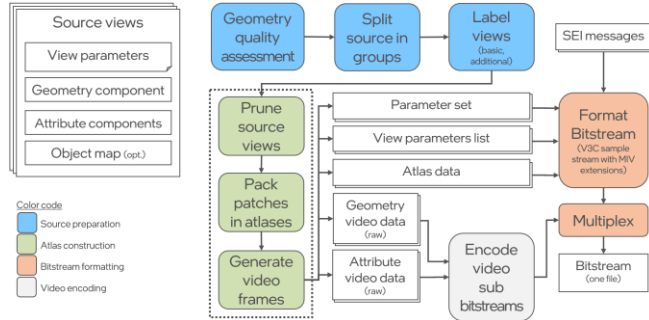 Source views
View parameters
Geometry component
Attribute components
Object map (opt.)
Color code
Source preparation
Atlas construction
Bitstream formatting
Video encoding
Geometry
quality
assessment
Split
source in
groups
Label
views
(basic,
additional)
SEI messages
Prune
source
views
Pack
patches
in atlases
Generate
video
frames
Parameter set
View parameters list
Atlas data
Geometry
video data
(raw)
Attribute
video data
(raw)
Encode
video
sub
bitstreams
Format
Bitstream
(V3C sample
stream with MIV
extensions)
Multiplex
Bitstream
(one file)